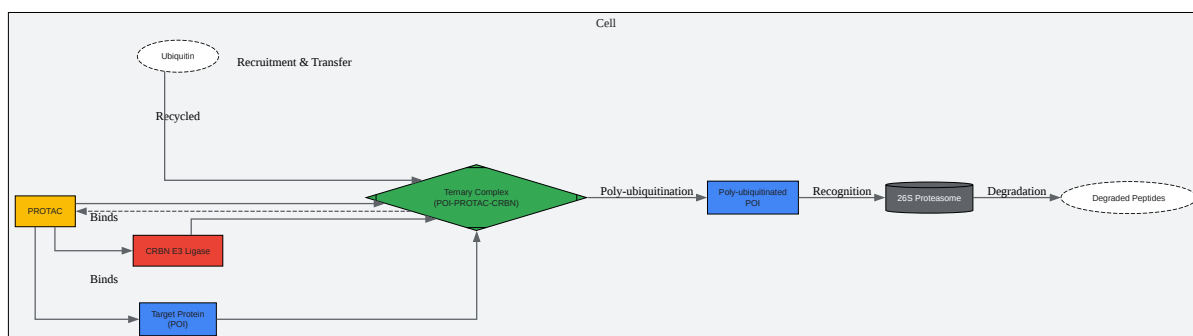 Cell
Ubiquitin
Recruitment & Transfer
Recycled
Ternary Complex
(POI-PROTAC-CRBN)
Poly-ubiquitination
Poly-ubiquitinated
POI
Recognition
26S Proteasome
Degradation
Degraded Peptides
PROTAC
Binds
CRBN E3 Ligase
Binds
Target Protein
(POI)